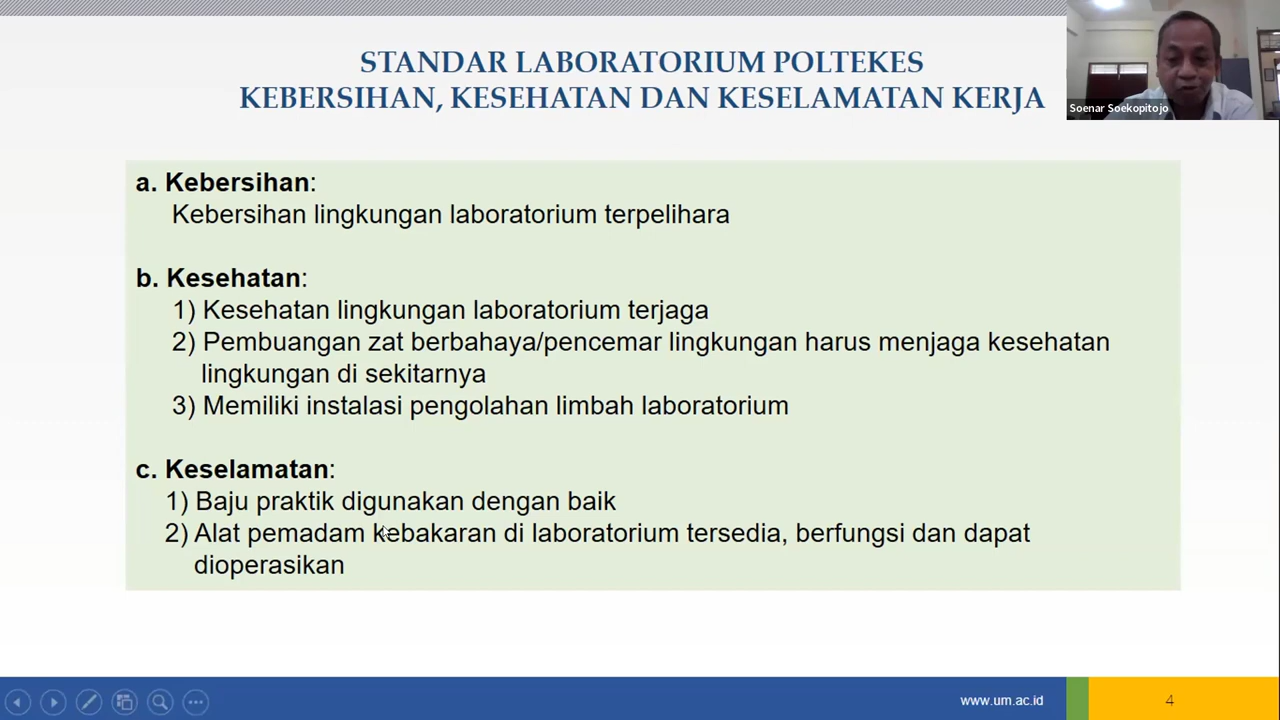 STANDAR LABORATORIUM POLTEKES
KEBERSIHAN, KESEHATAN DAN KESELAMATAN KERJA
Soenar Soekopitojo
a. Kebersihan:
Kebersihan lingkungan laboratorium terpelihara
b. Kesehatan:
1) Kesehatan lingkungan laboratorium terjaga
2) Pembuangan zat berbahaya/pencemar lingkungan harus menjaga kesehatan
lingkungan di sekitarnya
3) Memiliki instalasi pengolahan limbah laboratorium
c. Keselamatan:
1) Baju praktik digunakan dengan baik
2) Alat pemadam kebakaran di laboratorium tersedia, berfungsi dan dapat
dioperasikan
www.um.ac.id
4